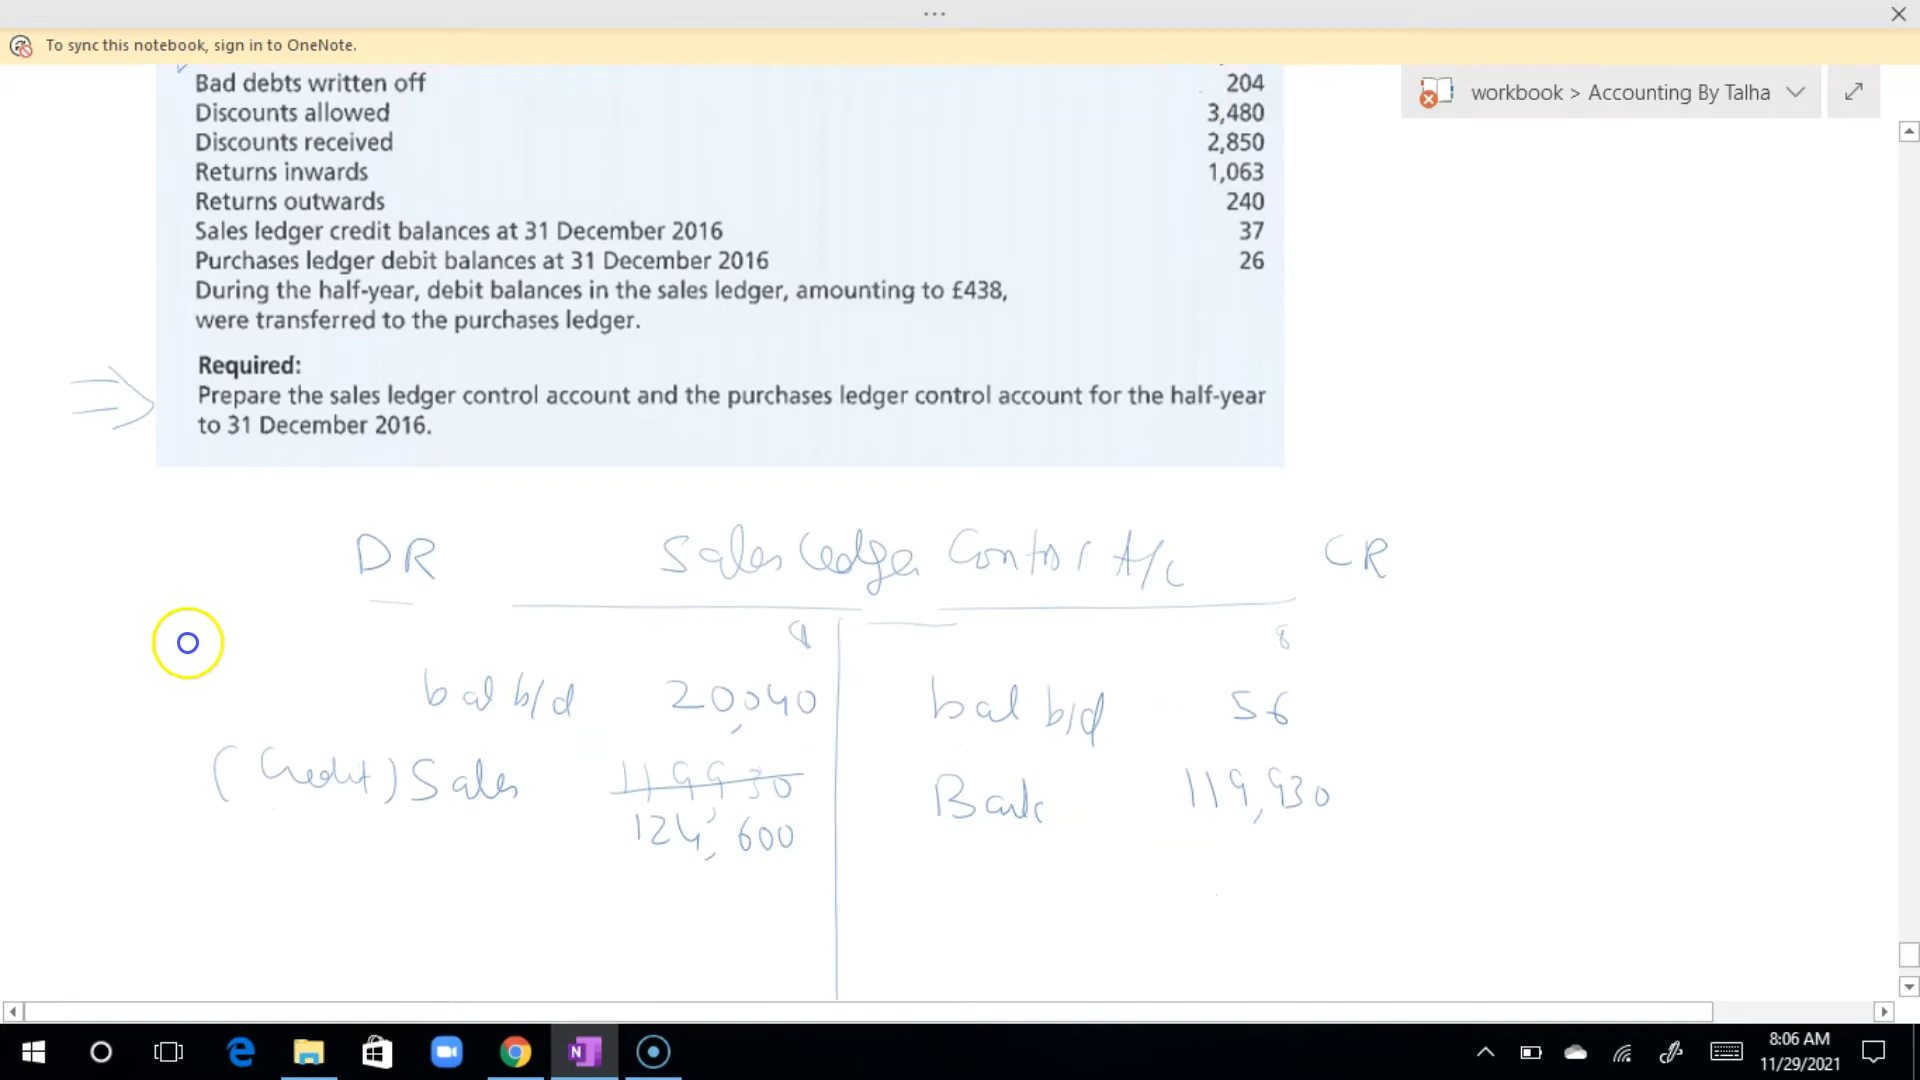 To sync this notebook, sign in to OneNote.
workbook > Accounting By Talha
Bad debts written off 204
Discounts allowed 3,480
Discounts received 2,850
Returns inwards 1,063
Returns outwards 240
Sales ledger credit balances at 31 December 2016 37
Purchases ledger debit balances at 31 December 2016 26
During the half-year, debit balances in the sales ledger, amounting to £438,
were transferred to the purchases ledger.
Required:
Prepare the sales ledger control account and the purchases ledger control account for the half-year
to 31 December 2016.
DR Sales Ledger Control A/c CR
bal b/d 20,040 bal b/d 56
(Credit) Sales 119930 Bank 119,930
124,600
8:06 AM
11/29/2021